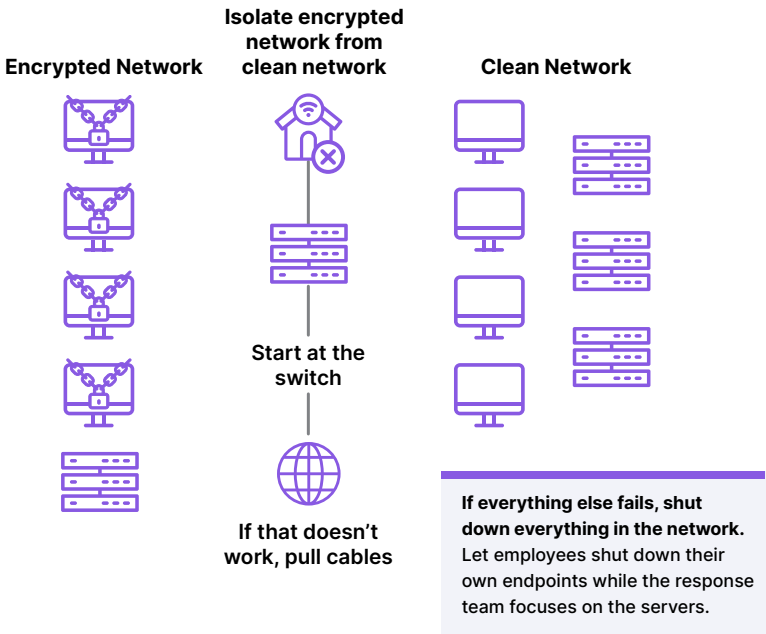 Encrypted Network
Isolate encrypted
network from
clean network
Clean Network
Start at the
switch
If that doesn’t
work, pull cables
If everything else fails, shut
down everything in the network.
Let employees shut down their
own endpoints while the response
team focuses on the servers.